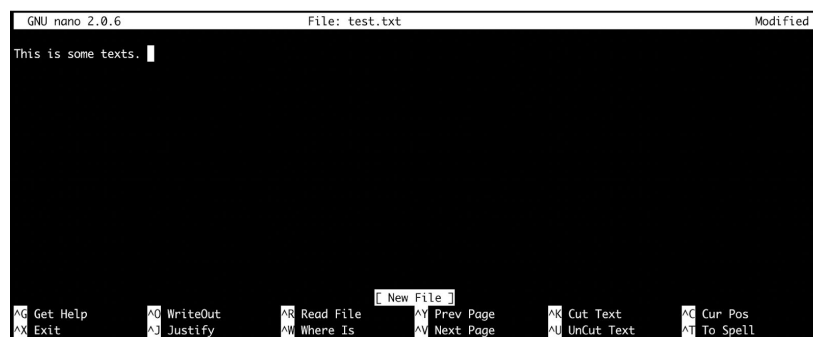 GNU nano 2.0.6 File: test.txt Modified
This is some texts.
[ New File ]
^G Get Help ^O WriteOut ^R Read File ^Y Prev Page ^K Cut Text ^C Cur Pos
^X Exit ^J Justify ^W Where Is ^V Next Page ^U UnCut Text ^T To Spell